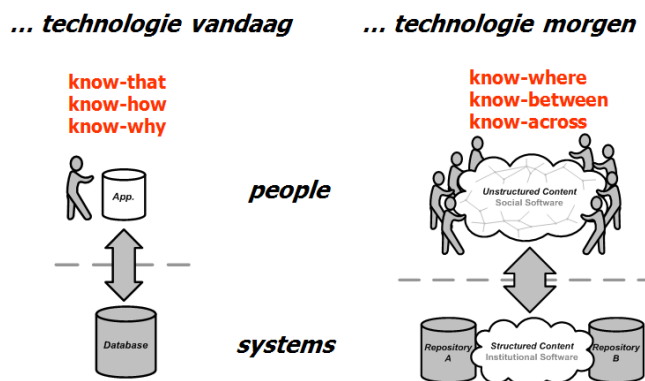 ... technologie vandaag
... technologie morgen
know-that
know-how
know-why
know-where
know-between
know-across
App.
people
Unstructured Content
Social Software
Database
systems
Repository
A
Structured Content
Institutional Software
Repository
B